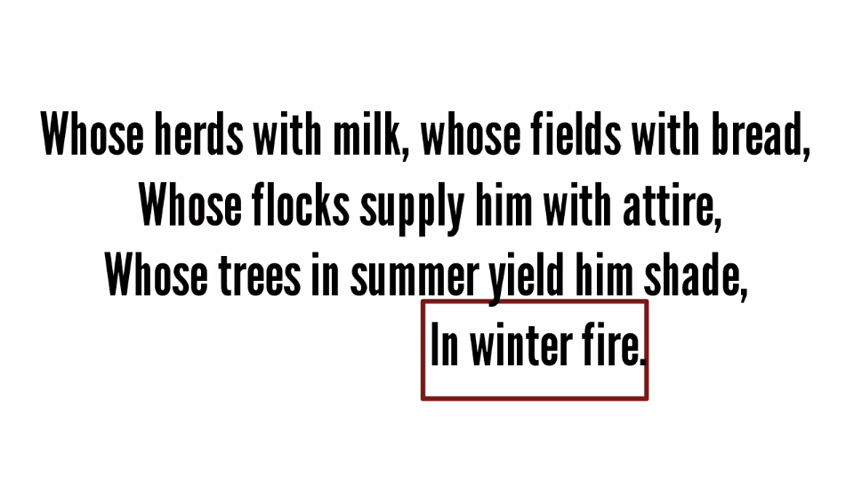 Whose herds with milk, whose fields with bread,
Whose flocks supply him with attire,
Whose trees in summer yield him shade,
In winter fire.